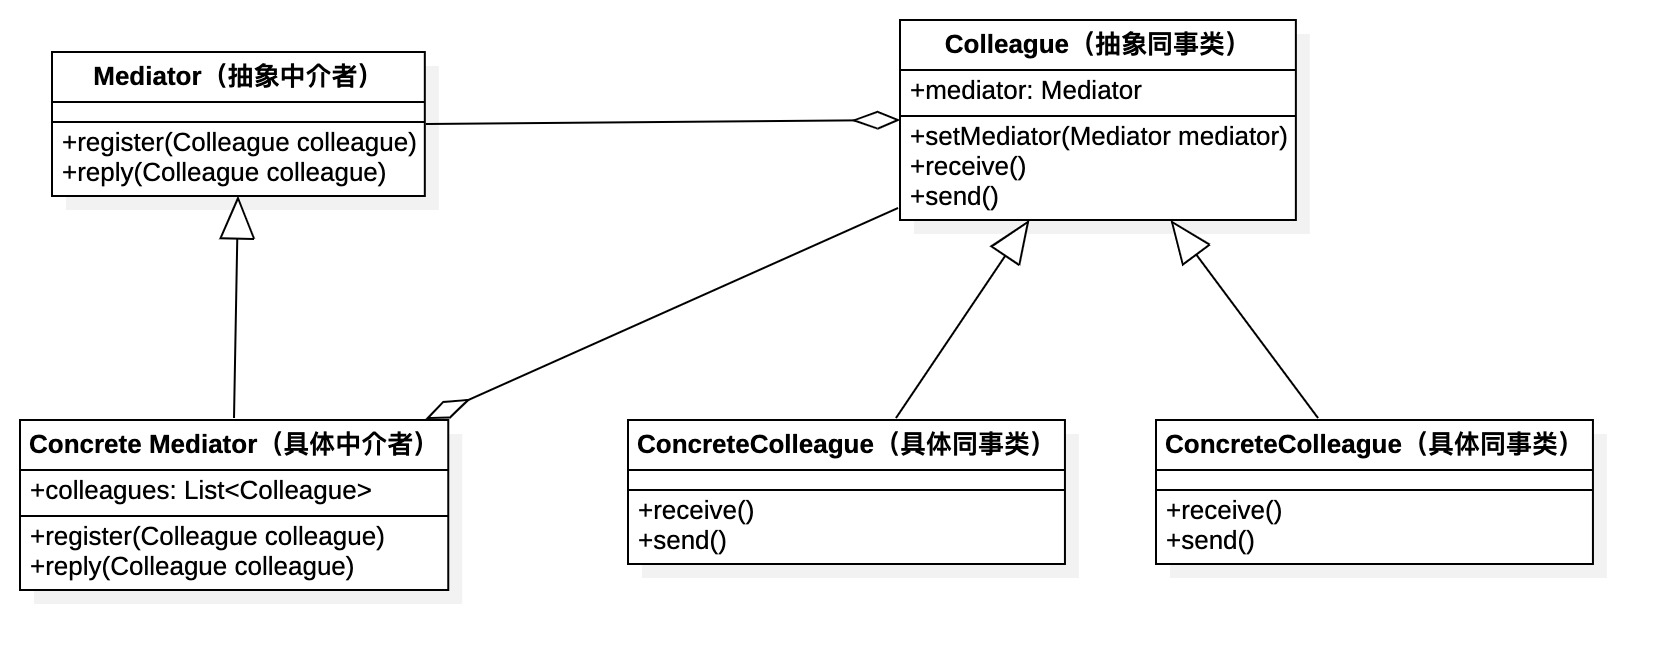 Mediator（抽象中介者）
+register(Colleague colleague)
+reply(Colleague colleague)
Colleague（抽象同事类）
+mediator: Mediator
+setMediator(Mediator mediator)
+receive()
+send()
Concrete Mediator（具体中介者）
+colleagues: List<Colleague>
+register(Colleague colleague)
+reply(Colleague colleague)
ConcreteColleague（具体同事类）
+receive()
+send()
ConcreteColleague（具体同事类）
+receive()
+send()